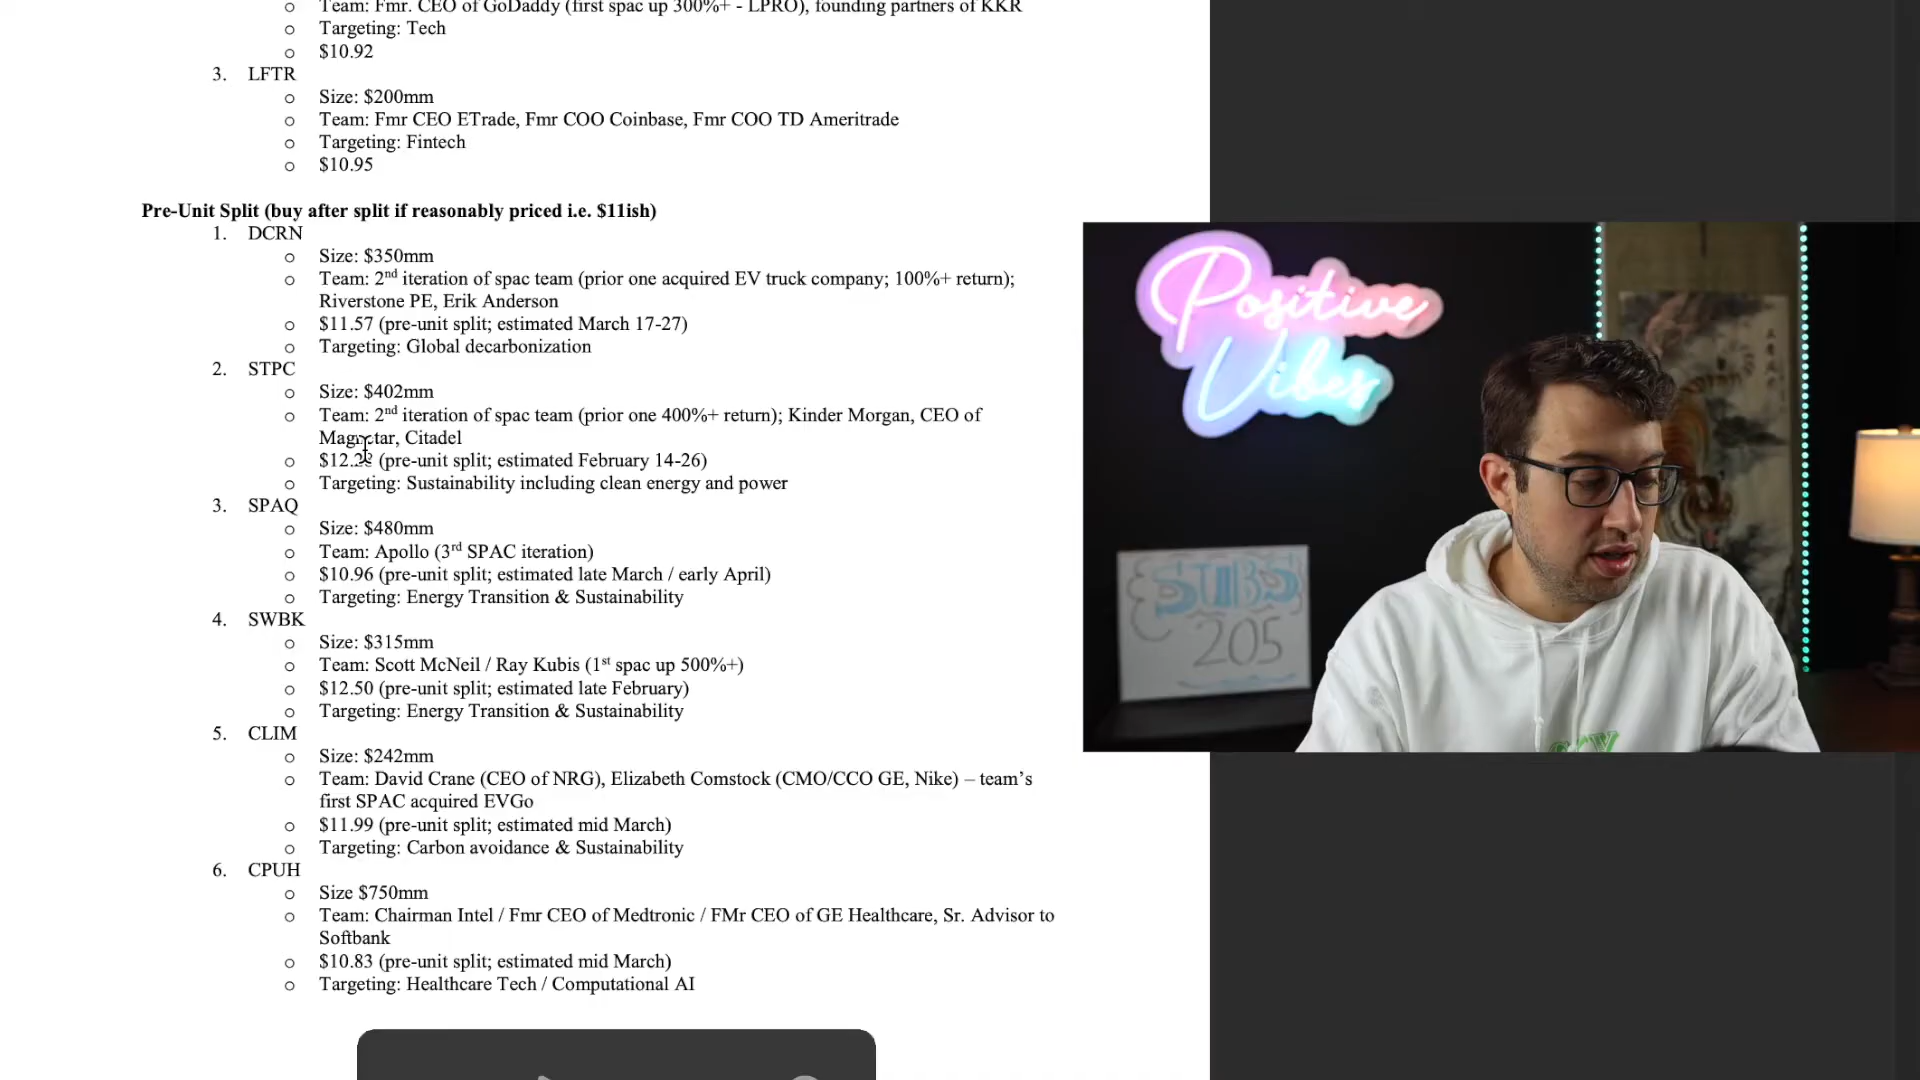 Team: Fmr. CEO of GoDaddy (first spac up 300%+ - LPRO), founding partners of KKR
Targeting: Tech
$10.92
3. LFTR
Size: $200mm
Team: Fmr CEO ETrade, Fmr COO Coinbase, Fmr COO TD Ameritrade
Targeting: Fintech
$10.95
Pre-Unit Split (buy after split if reasonably priced i.e. $11ish)
1. DCRN
Size: $350mm
Team: 2nd iteration of spac team (prior one acquired EV truck company; 100%+ return);
Riverstone PE, Erik Anderson
$11.57 (pre-unit split; estimated March 17-27)
Targeting: Global decarbonization
2. STPC
Size: $402mm
Team: 2nd iteration of spac team (prior one 400%+ return); Kinder Morgan, CEO of
Citadel
(pre-unit split; estimated February 14-26)
Targeting: Sustainability including clean energy and power
3. SPAQ
Size: $480mm
Team: Apollo (3rd SPAC iteration)
$10.96 (pre-unit split; estimated late March / early April)
Targeting: Energy Transition & Sustainability
4. SWBK
Size: $315mm
Team: Scott McNeil / Ray Kubis (1st spac up 500%+)
$12.50 (pre-unit split; estimated late February)
Targeting: Energy Transition & Sustainability
5. CLIM
Size: $242mm
Team: David Crane (CEO of NRG), Elizabeth Comstock (CMO/CCO GE, Nike) – team's
first SPAC acquired EVGo
$11.99 (pre-unit split; estimated mid March)
Targeting: Carbon avoidance & Sustainability
6. CPUH
Size $750mm
Team: Chairman Intel / Fmr CEO of Medtronic / FMr CEO of GE Healthcare, Sr. Advisor to
Softbank
$10.83 (pre-unit split; estimated mid March)
Targeting: Healthcare Tech / Computational AI
Positive
Vibes
SUBS
205